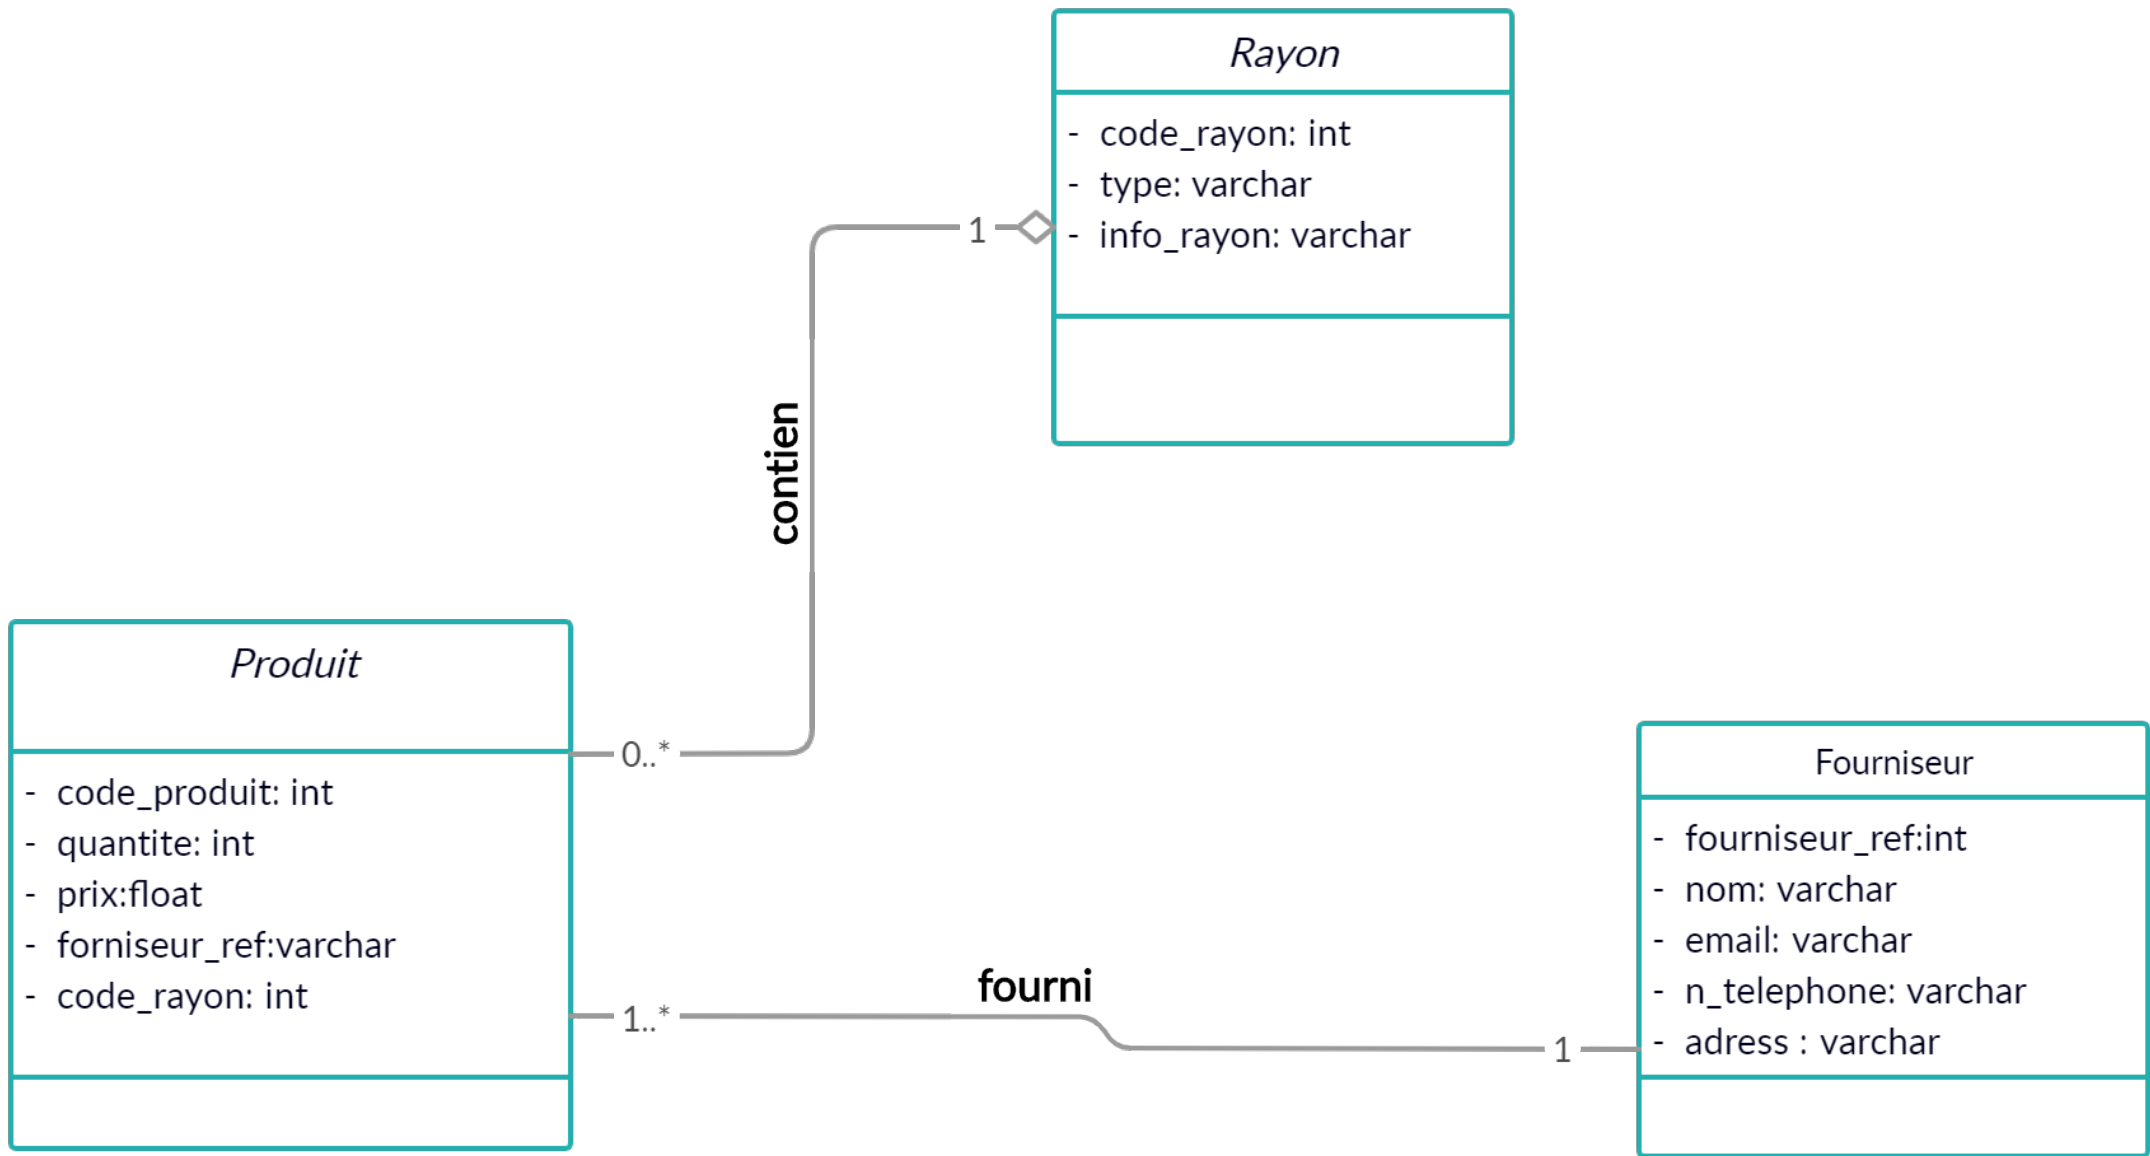 Rayon
- code_rayon: int
- type: varchar
- info_rayon: varchar
1
contien
0..*
Produit
- code_produit: int
- quantite: int
- prix:float
- forniseur_ref:varchar
- code_rayon: int
1..*
fourni
1
Fourniseur
- fourniseur_ref:int
- nom: varchar
- email: varchar
- n_telephone: varchar
- adress : varchar